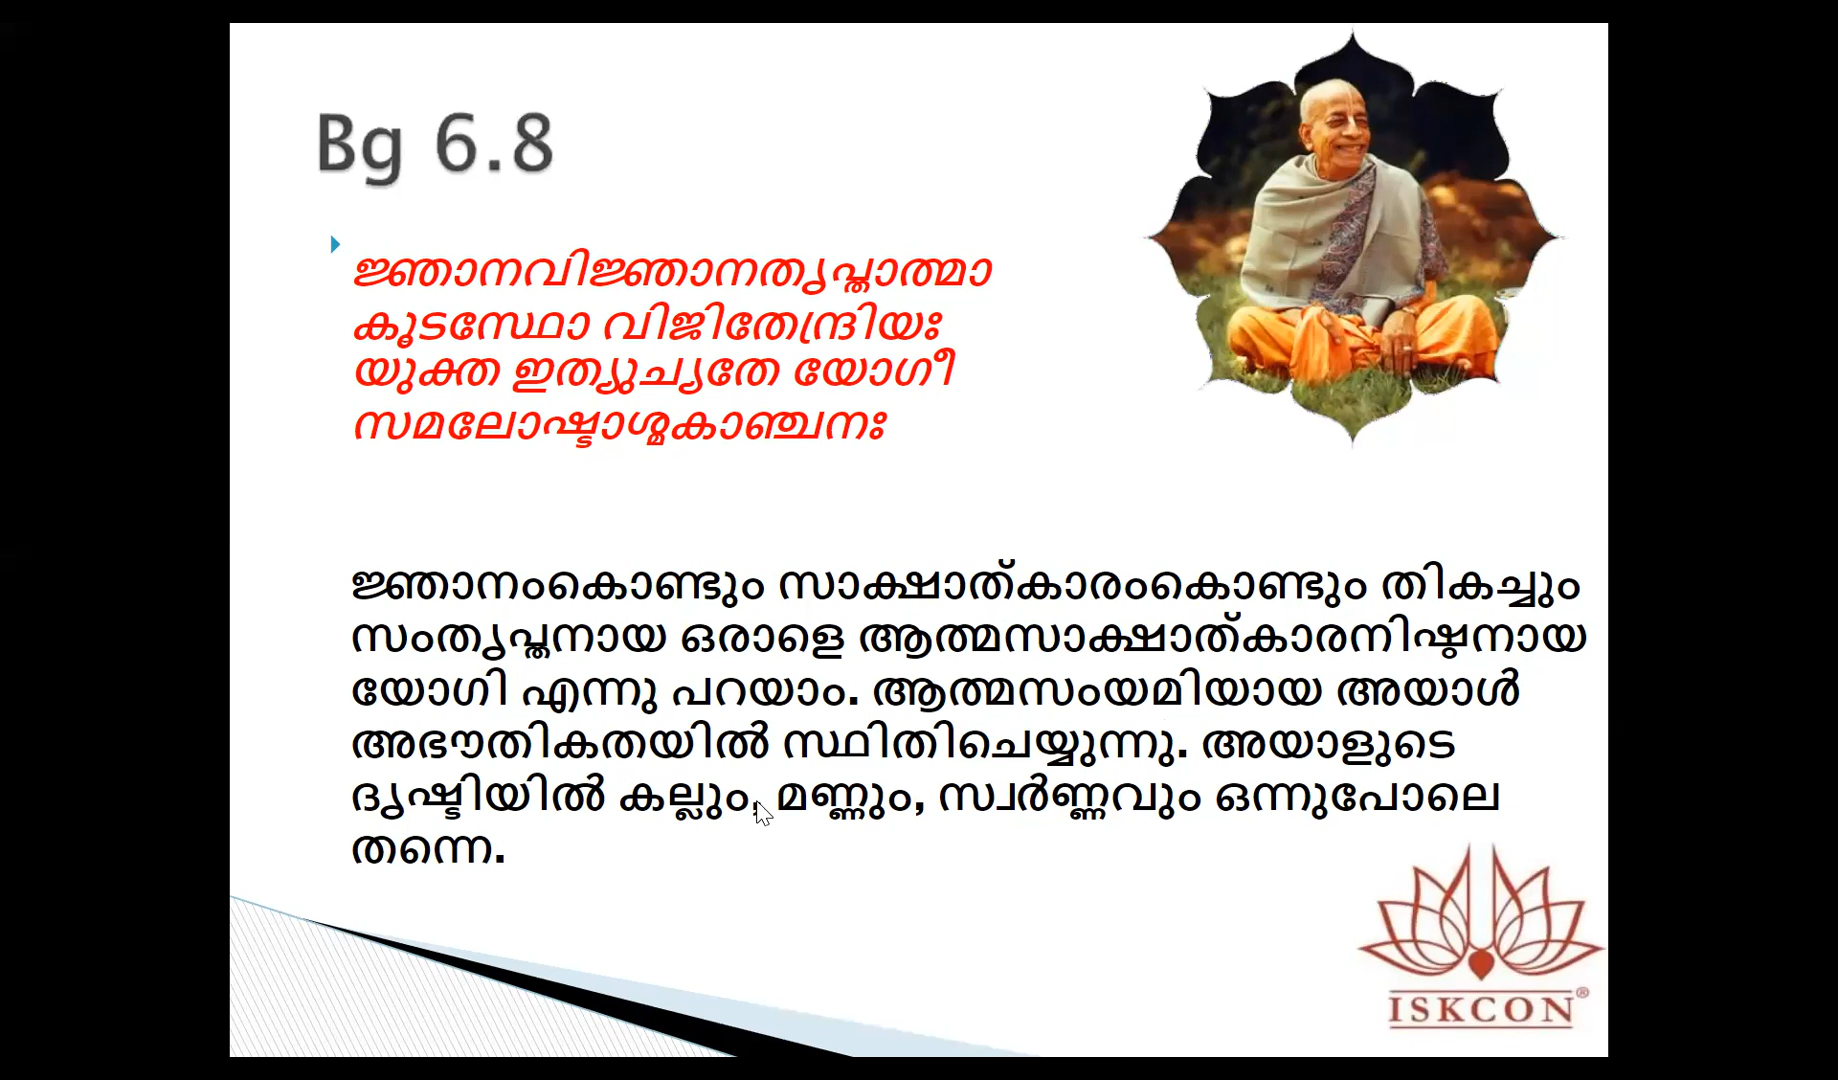 Bg 6.8
ജ്ഞാനവിജ്ഞാനതൃപ്താത്മാ
കൂടസ്ഥോ വിജിതേന്ദ്രിയഃ
യുക്ത ഇത്യുച്യതേ യോഗീ
സമലോഷ്ടാശ്മകാഞ്ചനഃ
ജ്ഞാനംകൊണ്ടും സാക്ഷാത്കാരംകൊണ്ടും തികച്ചും
സംതൃപ്തനായ ഒരാളെ ആത്മസാക്ഷാത്കാരനിഷ്ഠനായ
യോഗി എന്നു പറയാം. ആത്മസംയമിയായ അയാൾ
അഭൗതികതയിൽ സ്ഥിതിചെയ്യുന്നു. അയാളുടെ
ദൃഷ്ടിയിൽ കല്ലും, മണ്ണും, സ്വർണ്ണവും ഒന്നുപോലെ
തന്നെ.
ISKCON®